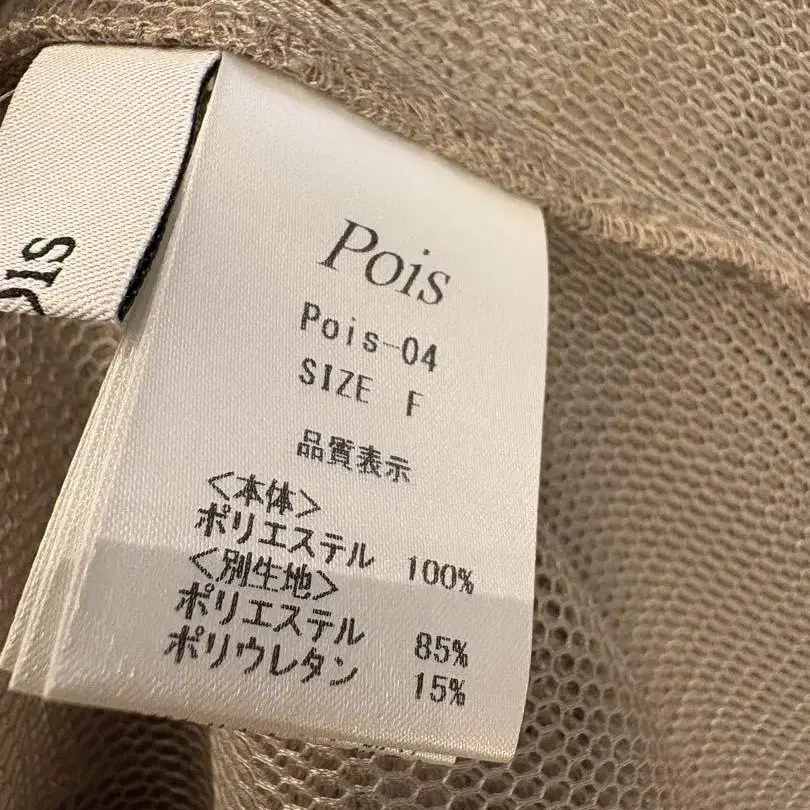 Pois
Pois-04
SIZE F
品質表示
<本体>
ポリエステル 100%
<別生地>
ポリエステル 85%
ポリウレタン 15%